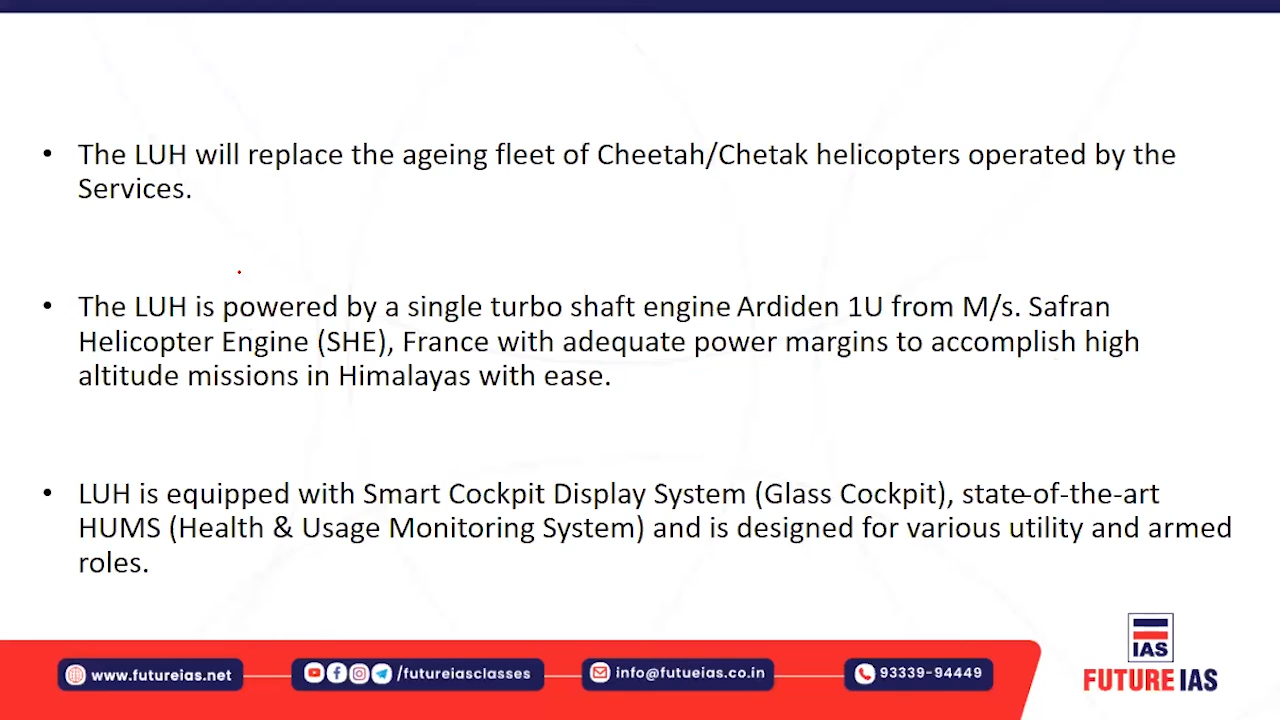 • The LUH will replace the ageing fleet of Cheetah/Chetak helicopters operated by the
Services.
• The LUH is powered by a single turbo shaft engine Ardiden 1U from M/s. Safran
Helicopter Engine (SHE), France with adequate power margins to accomplish high
altitude missions in Himalayas with ease.
• LUH is equipped with Smart Cockpit Display System (Glass Cockpit), state-of-the-art
HUMS (Health & Usage Monitoring System) and is designed for various utility and armed
roles.
IAS
FUTURE IAS
www.futureias.net
/futureiasclasses
info@futueias.co.in
93339-94449